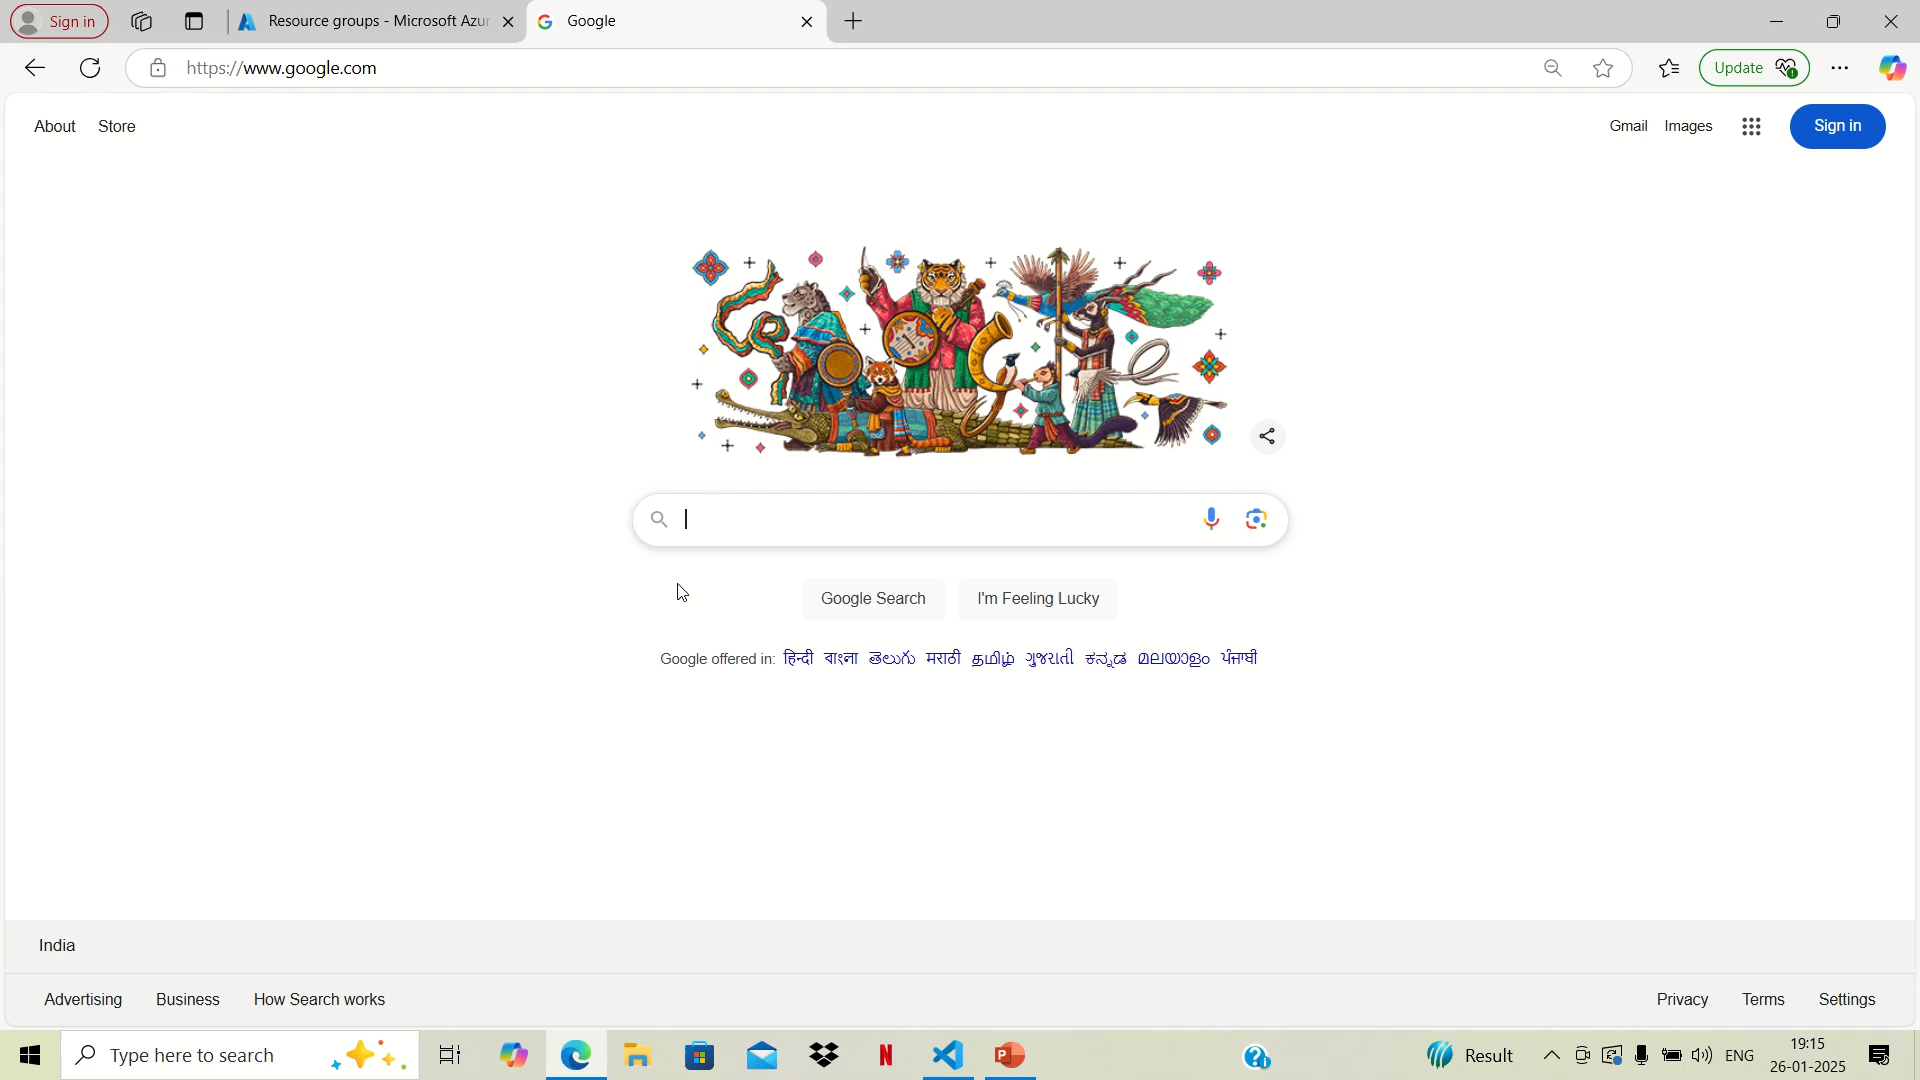 Sign in
Resource groups - Microsoft Azur
Google
https://www.google.com
Update
About Store
Gmail Images Sign in
Google Search I'm Feeling Lucky
Google offered in: हिन्दी বাংলা తెలుగు मराठी தமிழ் ગુજરાતી ಕನ್ನಡ മലയാളം ਪੰਜਾਬੀ
India
Advertising Business How Search works
Privacy Terms Settings
Type here to search
Result
ENG
19:15
26-01-2025